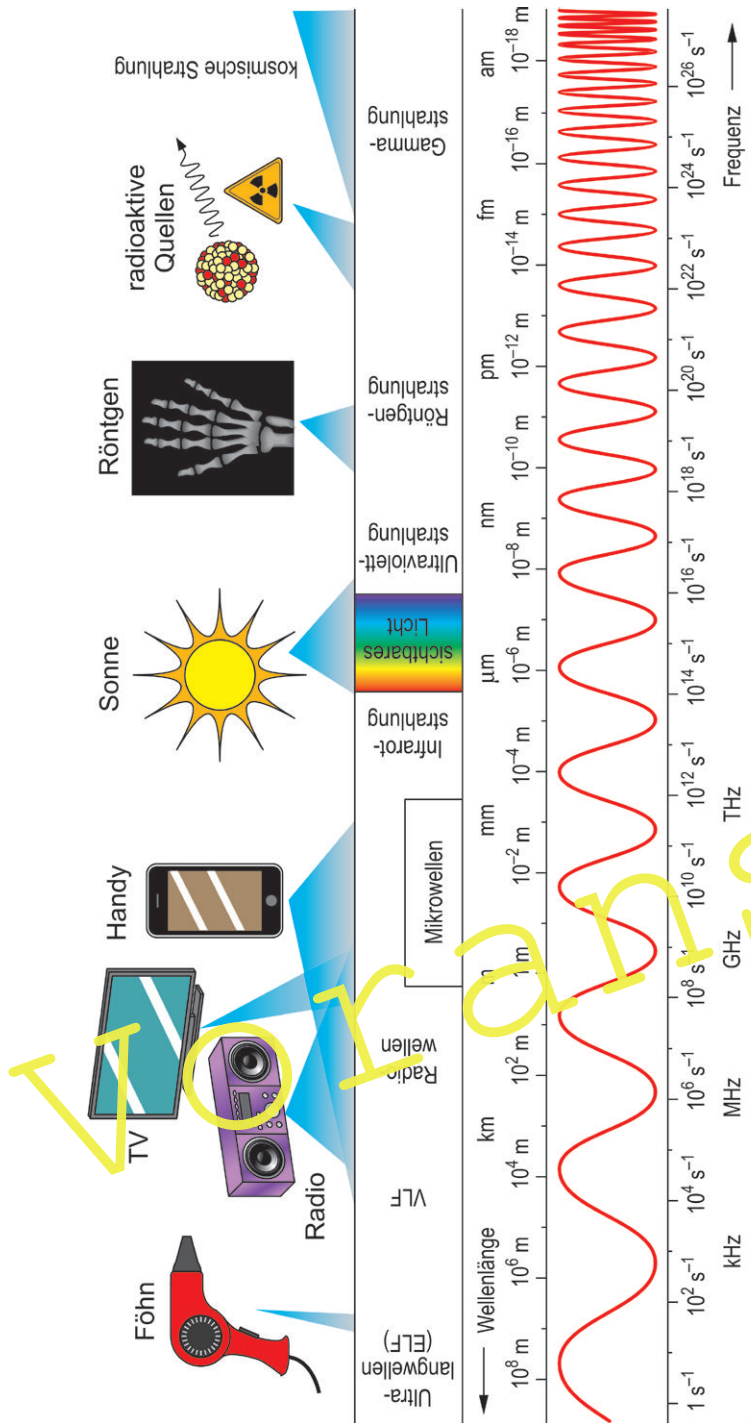 Föhn
Radio
TV
Handy
Sonne
Röntgen
radioaktive
Quellen
kosmische Strahlung
Ultra-
langwellen
(ELF)
VLF
Radio-
wellen
Mikrowellen
Infrarot-
strahlung
sichtbares
Licht
Ultraviolett-
strahlung
Röntgen-
strahlung
Gamma-
strahlung
Wellenlänge
km
m
mm
µm
nm
pm
fm
am
10⁸ m
10⁶ m
10⁴ m
10² m
10⁻² m
10⁻⁴ m
10⁻⁶ m
10⁻⁸ m
10⁻¹⁰ m
10⁻¹² m
10⁻¹⁴ m
10⁻¹⁶ m
10⁻¹⁸ m
1 s⁻¹
10² s⁻¹
10⁴ s⁻¹
10⁶ s⁻¹
10⁸ s⁻¹
10¹⁰ s⁻¹
10¹² s⁻¹
10¹⁴ s⁻¹
10¹⁶ s⁻¹
10¹⁸ s⁻¹
10²⁰ s⁻¹
10²² s⁻¹
10²⁴ s⁻¹
10²⁶ s⁻¹
kHz
MHz
GHz
THz
Frequenz